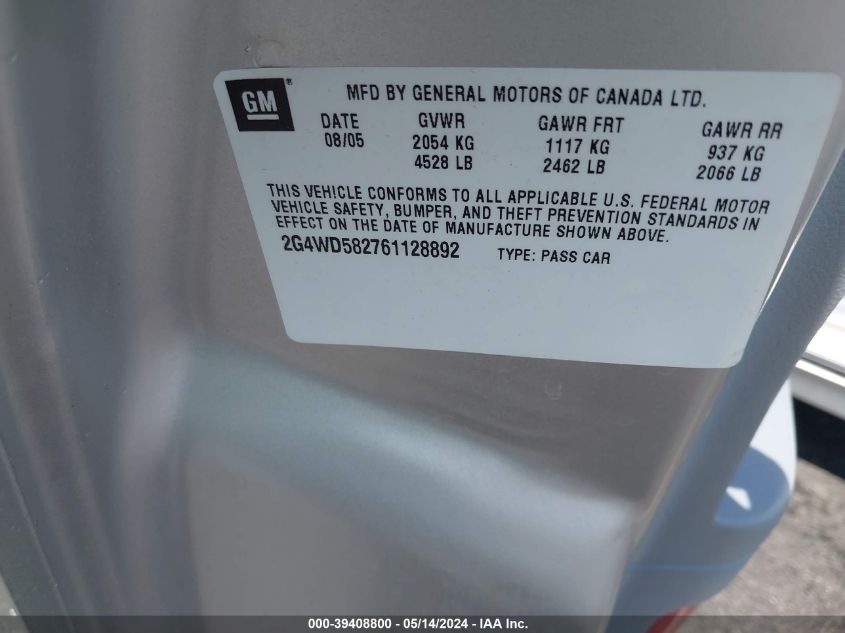 GM®
MFD BY GENERAL MOTORS OF CANADA LTD.
DATE GVWR GAWR FRT GAWR RR
08/05 2054 KG 1117 KG 937 KG
4528 LB 2462 LB 2066 LB
THIS VEHICLE CONFORMS TO ALL APPLICABLE U.S. FEDERAL MOTOR
VEHICLE SAFETY, BUMPER, AND THEFT PREVENTION STANDARDS IN
EFFECT ON THE DATE OF MANUFACTURE SHOWN ABOVE.
2G4WD582761128892 TYPE: PASS CAR
000-39408800 - 05/14/2024 - IAA Inc.